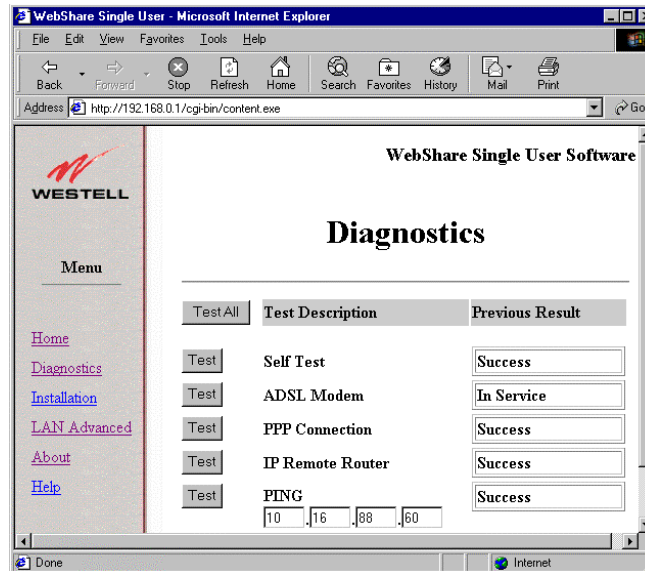 WebShare Single User - Microsoft Internet Explorer
File Edit View Favorites Tools Help
Back Forward Stop Refresh Home Search Favorites History Mail Print
Address http://192.168.0.1/cgi-bin/content.exe Go
WESTELL
Menu
Home
Diagnostics
Installation
LAN Advanced
About
Help
WebShare Single User Software
Diagnostics
Test All Test Description Previous Result
Test Self Test Success
Test ADSL Modem In Service
Test PPP Connection Success
Test IP Remote Router Success
Test PING Success
10 .16 .88 .60
Done Internet